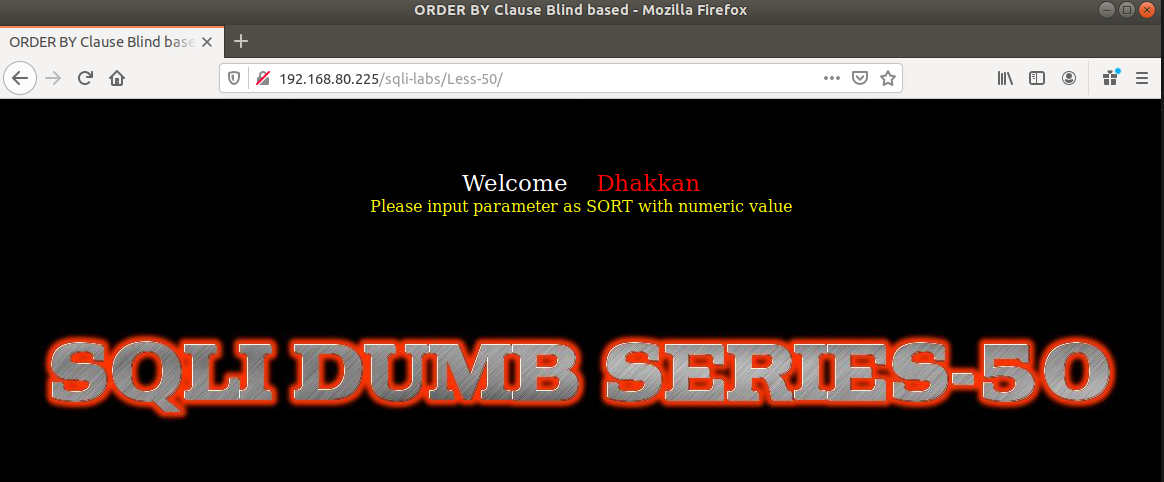 ORDER BY Clause Blind based - Mozilla Firefox
ORDER BY Clause Blind base
192.168.80.225/sqli-labs/Less-50/
Welcome Dhakkan
Please input parameter as SORT with numeric value
SQLI DUMB SERIES-50